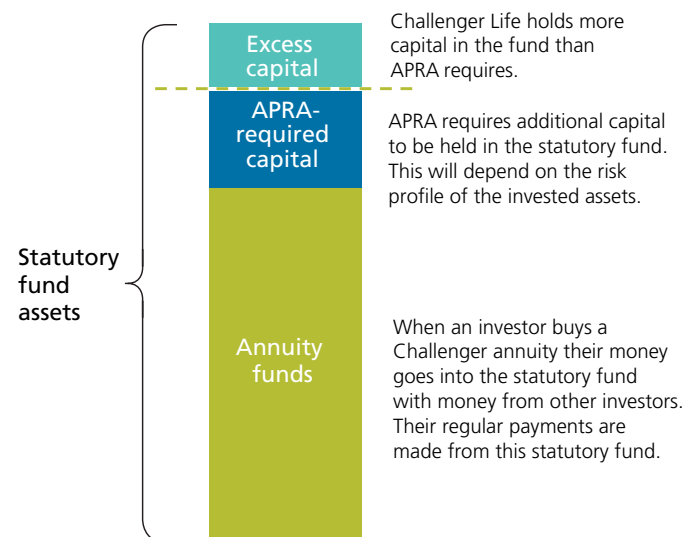 Excess
capital
Challenger Life holds more
capital in the fund than
APRA requires.
APRA-
required
capital
APRA requires additional capital
to be held in the statutory fund.
This will depend on the risk
profile of the invested assets.
Statutory
fund
assets
Annuity
funds
When an investor buys a
Challenger annuity their money
goes into the statutory fund
with money from other investors.
Their regular payments are
made from this statutory fund.